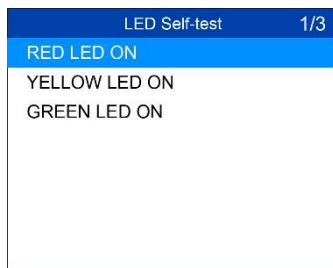 LED Self-test 1/3
RED LED ON
YELLOW LED ON
GREEN LED ON